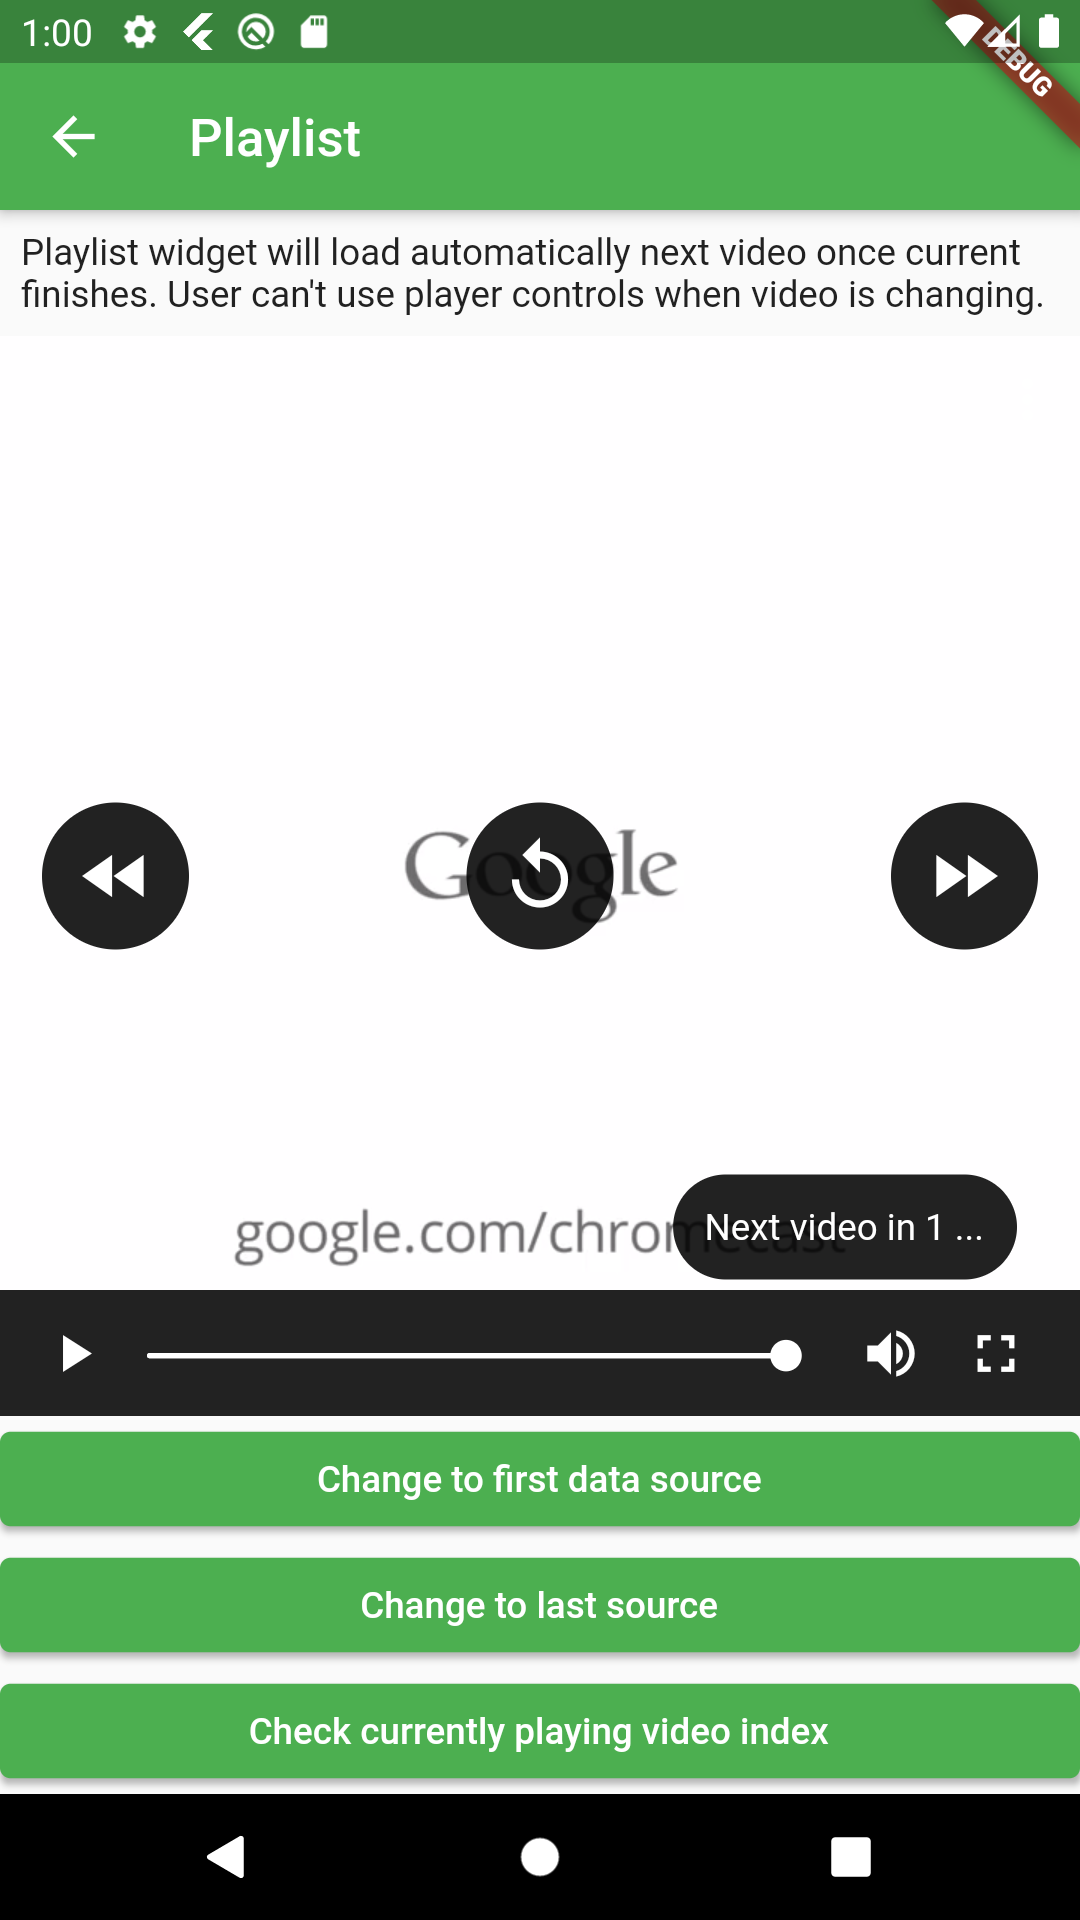 1:00
DEBUG
Playlist
Playlist widget will load automatically next video once current
finishes. User can't use player controls when video is changing.
Google
google.com/chromecast
Next video in 1 ...
Change to first data source
Change to last source
Check currently playing video index